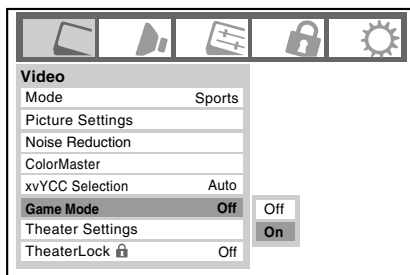 Video
Mode Sports
Picture Settings
Noise Reduction
ColorMaster
xvYCC Selection Auto
Game Mode Off Off
On
Theater Settings
TheaterLock Off